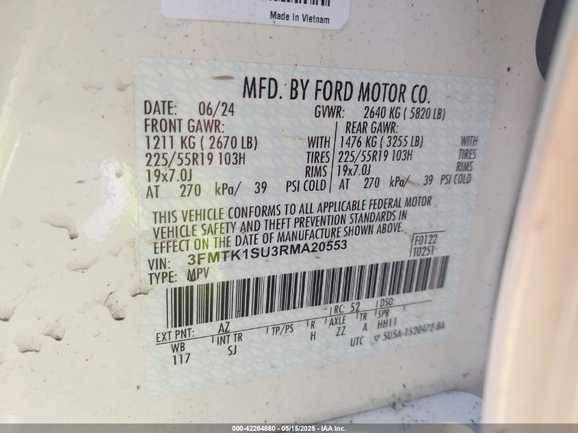 Made in Vietnam
MFD. BY FORD MOTOR CO.
DATE: 06/24 GVWR: 2640 KG ( 5820 LB)
FRONT GAWR: REAR GAWR:
1211 KG ( 2670 LB) WITH 1476 KG ( 3255 LB) WITH
225/55R19 103H TIRES 225/55R19 103H TIRES
19x7.0J RIMS 19x7.0J RIMS
AT 270 kPa/ 39 PSI COLD AT 270 kPa/ 39 PSI COLD
THIS VEHICLE CONFORMS TO ALL APPLICABLE FEDERAL MOTOR
VEHICLE SAFETY AND THEFT PREVENTION STANDARDS IN
EFFECT ON THE DATE OF MANUFACTURE SHOWN ABOVE.
VIN: 3FMTK1SU3RMA20553 F0122
TYPE: MPV T0251
EXT PNT: AZ RC: 52 DSO:
WB INT TR TP/PS R AXLE TR SPR
117 SJ H ZZ A HH11
UTC
000-42264880 - 05/15/2025 - IAA Inc.